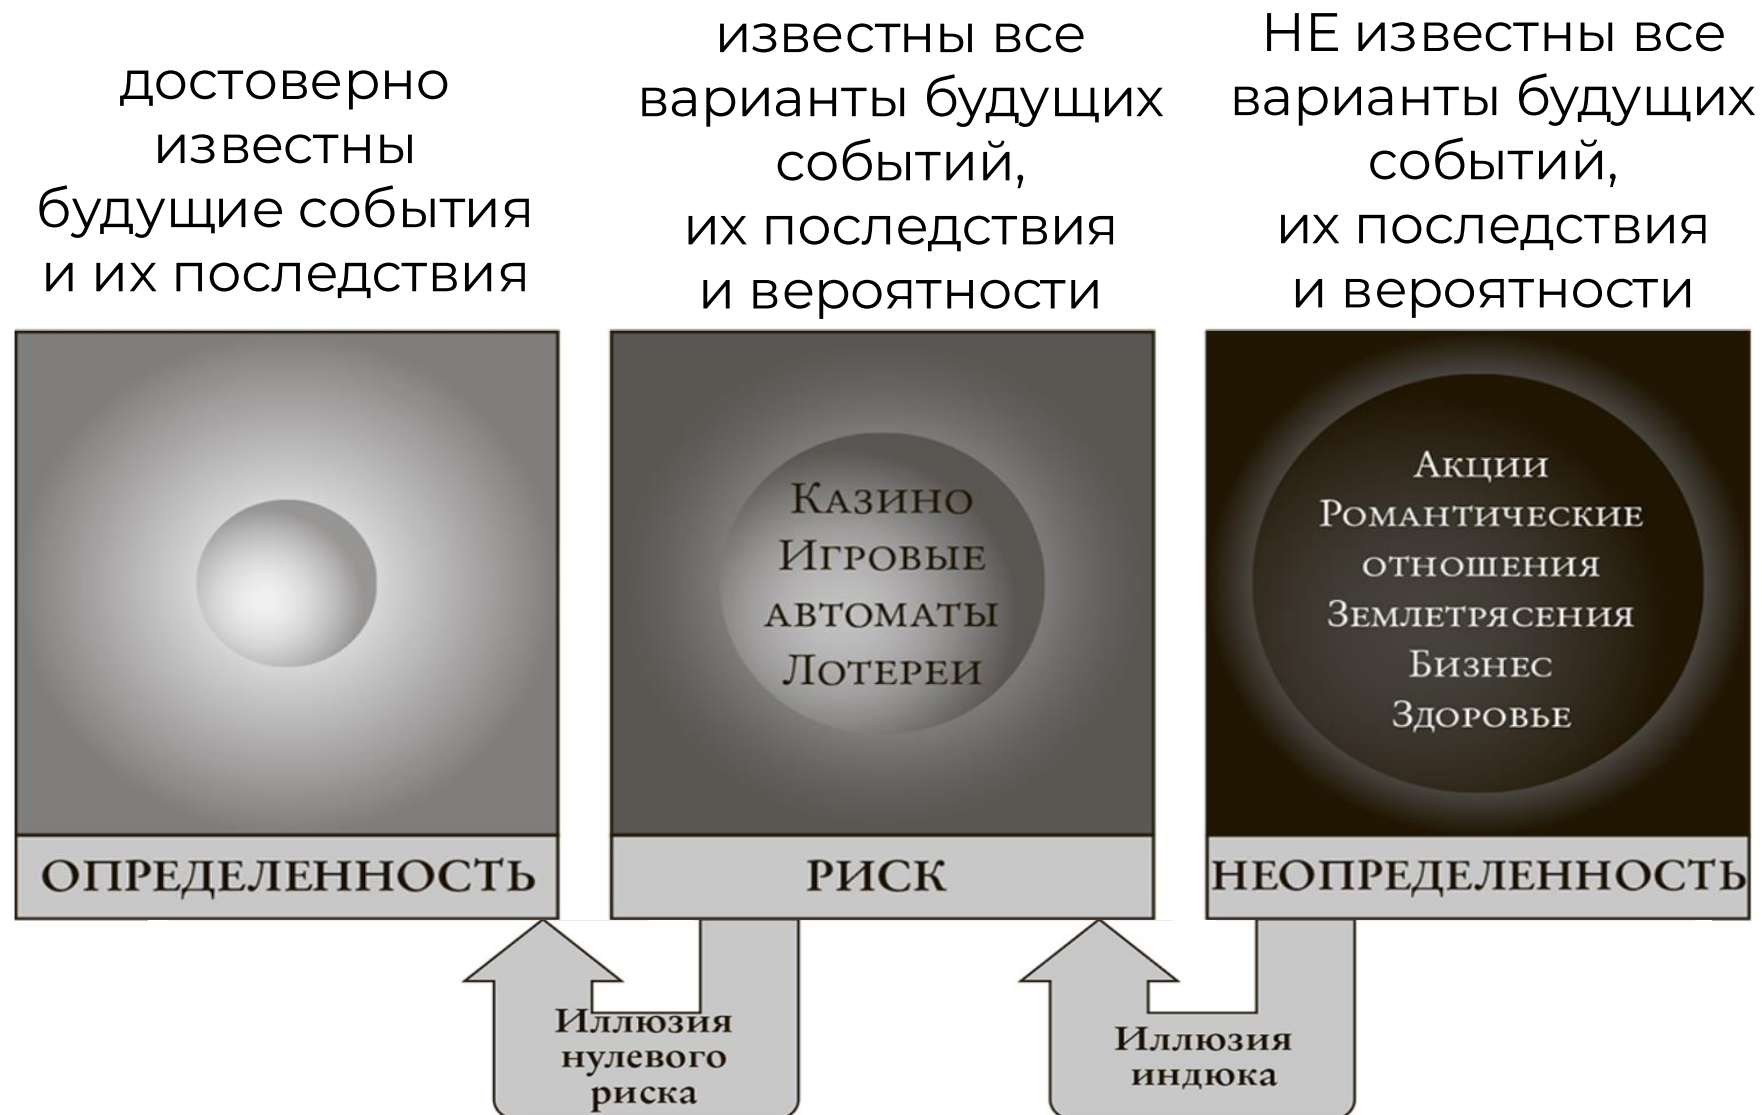 достоверно
известны
будущие события
и их последствия
известны все
варианты будущих
событий,
их последствия
и вероятности
НЕ известны все
варианты будущих
событий,
их последствия
и вероятности
Казино
Игровые
автоматы
Лотереи
Акции
Романтические
отношения
Землетрясения
Бизнес
Здоровье
ОПРЕДЕЛЕННОСТЬ
РИСК
НЕОПРЕДЕЛЕННОСТЬ
Иллюзия
нулевого
риска
Иллюзия
индюка